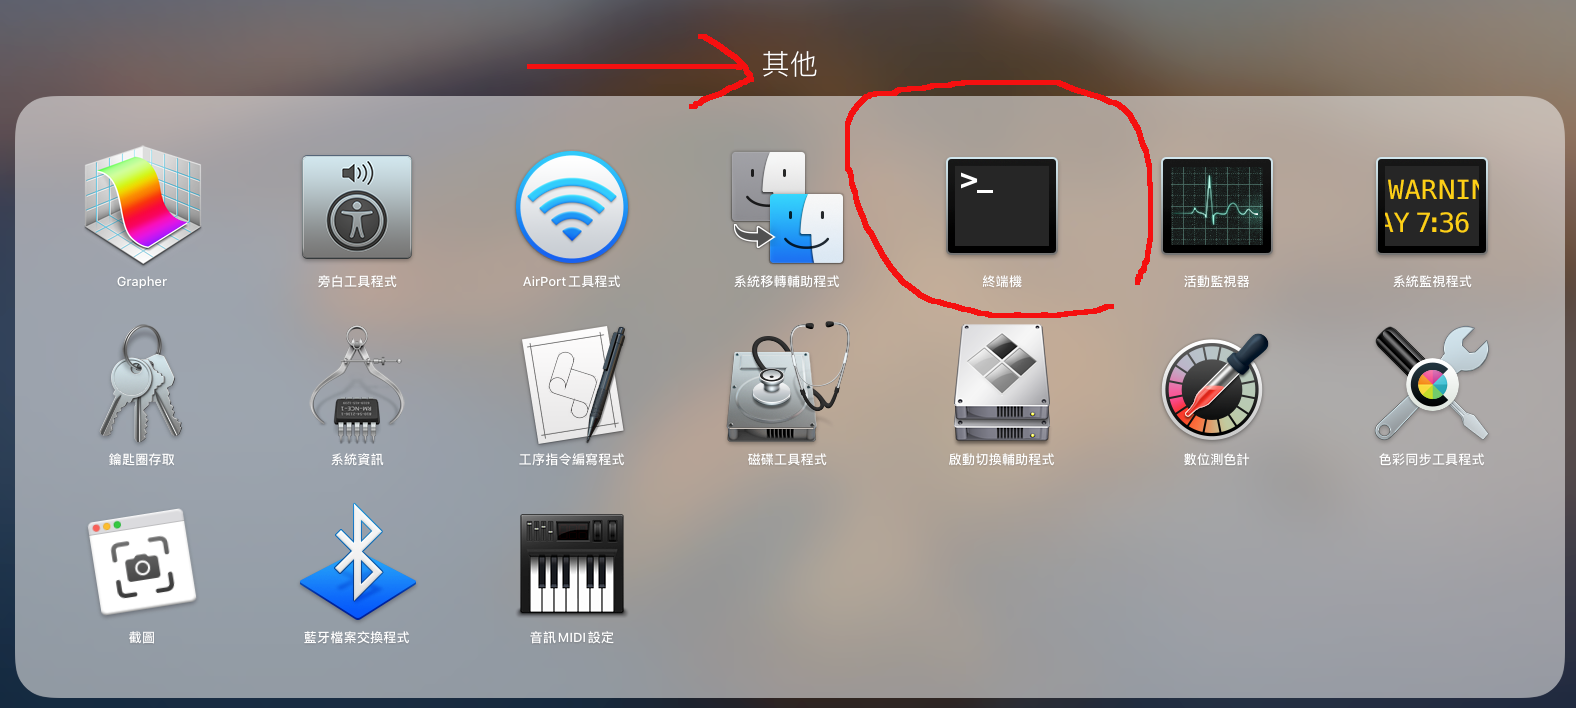 其他
>_
WARNIN
AY 7:36
Grapher
旁白工具程式
AirPort 工具程式
系統移轉輔助程式
終端機
活動監視器
系統監視程式
鑰匙圈存取
系統資訊
工序指令編寫程式
磁碟工具程式
啟動切換輔助程式
數位測色計
色彩同步工具程式
截圖
藍牙檔案交換程式
音訊 MIDI 設定